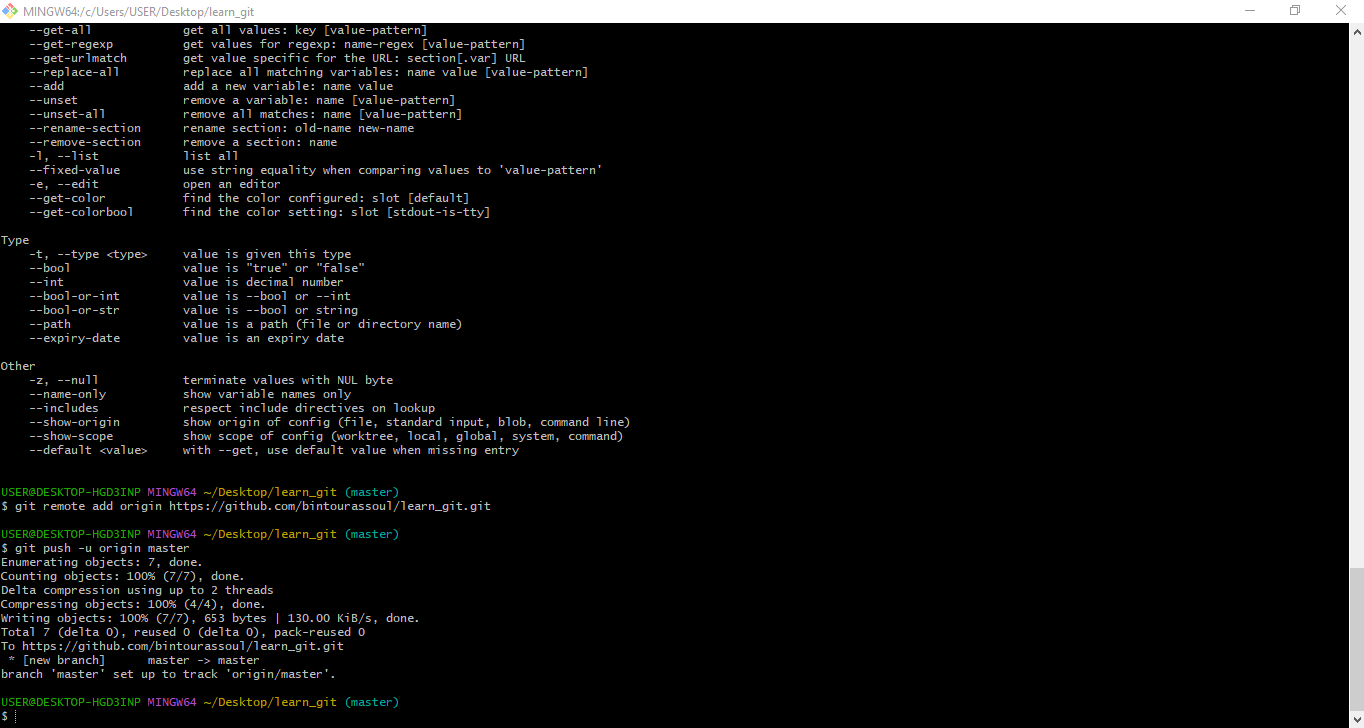 MINGW64:/c/Users/USER/Desktop/learn_git
    --get-all             get all values: key [value-pattern]
    --get-regexp          get values for regexp: name-regex [value-pattern]
    --get-urlmatch        get value specific for the URL: section[.var] URL
    --replace-all         replace all matching variables: name value [value-pattern]
    --add                 add a new variable: name value
    --unset               remove a variable: name [value-pattern]
    --unset-all           remove all matches: name [value-pattern]
    --rename-section      rename section: old-name new-name
    --remove-section      remove a section: name
    -l, --list            list all
    --fixed-value         use string equality when comparing values to 'value-pattern'
    -e, --edit            open an editor
    --get-color           find the color configured: slot [default]
    --get-colorbool       find the color setting: slot [stdout-is-tty]

Type
    -t, --type <type>     value is given this type
    --bool                value is "true" or "false"
    --int                 value is decimal number
    --bool-or-int         value is --bool or --int
    --bool-or-str         value is --bool or string
    --path                value is a path (file or directory name)
    --expiry-date         value is an expiry date

Other
    -z, --null            terminate values with NUL byte
    --name-only           show variable names only
    --includes            respect include directives on lookup
    --show-origin         show origin of config (file, standard input, blob, command line)
    --show-scope          show scope of config (worktree, local, global, system, command)
    --default <value>     with --get, use default value when missing entry

USER@DESKTOP-HGD3INP MINGW64 ~/Desktop/learn_git (master)
$ git remote add origin https://github.com/bintourassoul/learn_git.git

USER@DESKTOP-HGD3INP MINGW64 ~/Desktop/learn_git (master)
$ git push -u origin master
Enumerating objects: 7, done.
Counting objects: 100% (7/7), done.
Delta compression using up to 2 threads
Compressing objects: 100% (4/4), done.
Writing objects: 100% (7/7), 653 bytes | 130.00 KiB/s, done.
Total 7 (delta 0), reused 0 (delta 0), pack-reused 0
To https://github.com/bintourassoul/learn_git.git
 * [new branch]      master -> master
branch 'master' set up to track 'origin/master'.

USER@DESKTOP-HGD3INP MINGW64 ~/Desktop/learn_git (master)
$